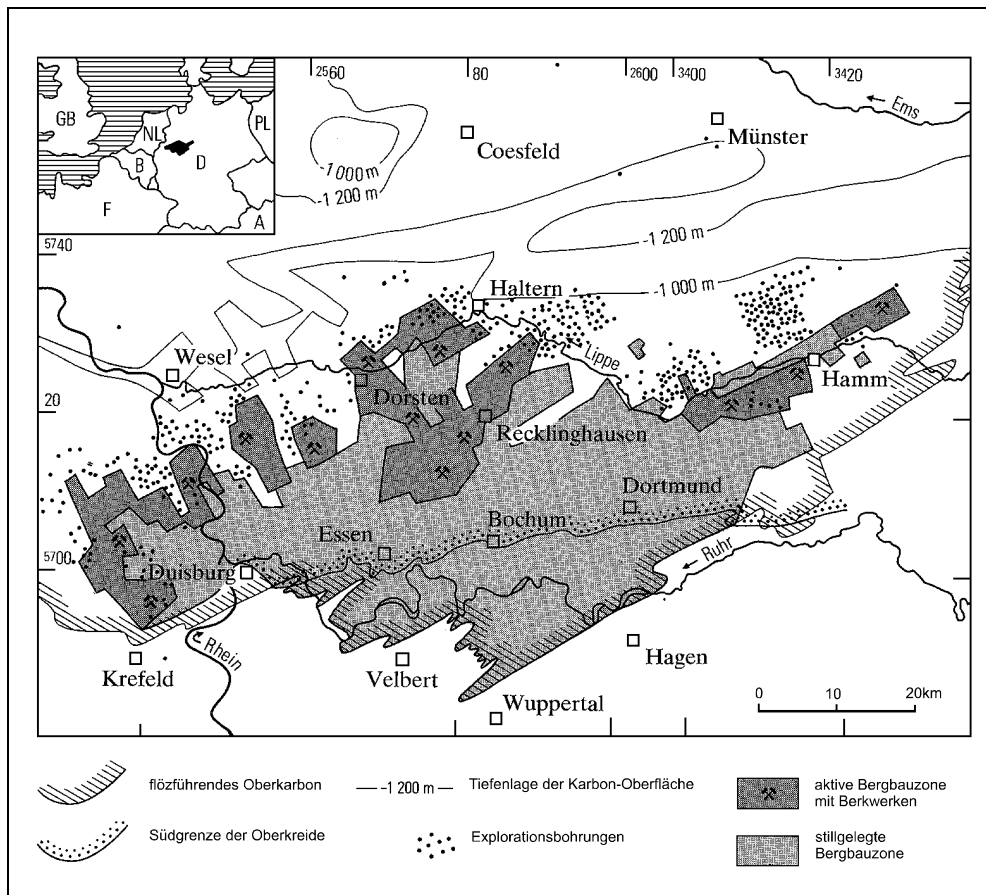 2560
80
2600
3400
3420
GB
NL
PL
B
D
F
A
Ems
Münster
Coesfeld
-1 000 m
-1 200 m
-1 200 m
5740
-1 000 m
Haltern
Wesel
Lippe
Hamm
Dorsten
20
Recklinghausen
Dortmund
Essen
Bochum
5700
Duisburg
Ruhr
Rhein
Hagen
Krefeld
Velbert
Wuppertal
0 10 20km
flözführendes Oberkarbon
-1 200 m
Tiefenlage der Karbon-Oberfläche
aktive Bergbauzone
mit Berkwerken
Südgrenze der Oberkreide
Explorationsbohrungen
stillgelegte
Bergbauzone